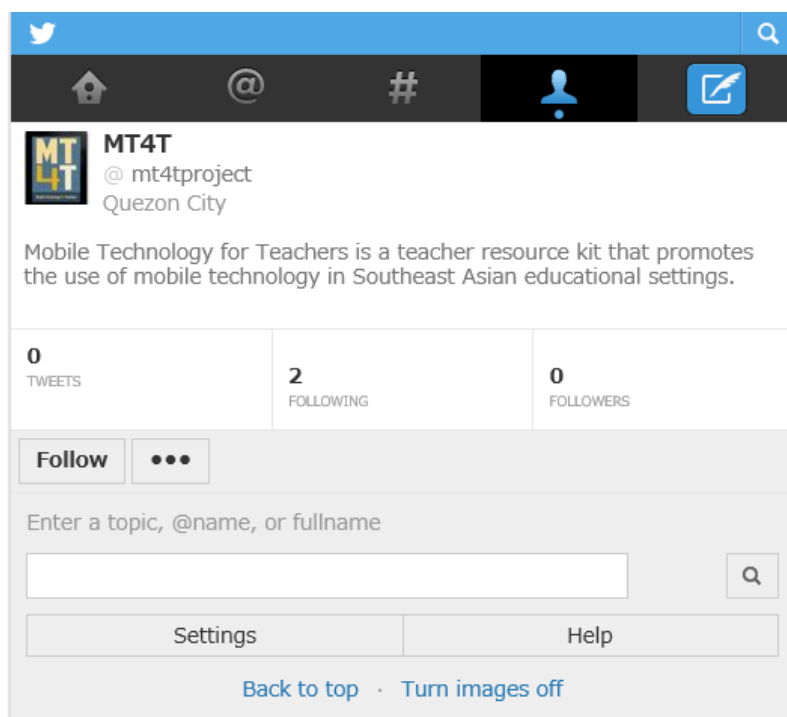 @ #
MT4T
MT
4T
@ mt4tproject
Quezon City
Mobile Technology for Teachers is a teacher resource kit that promotes
the use of mobile technology in Southeast Asian educational settings.
0
TWEETS
2
FOLLOWING
0
FOLLOWERS
Follow •••
Enter a topic, @name, or fullname
Settings Help
Back to top · Turn images off